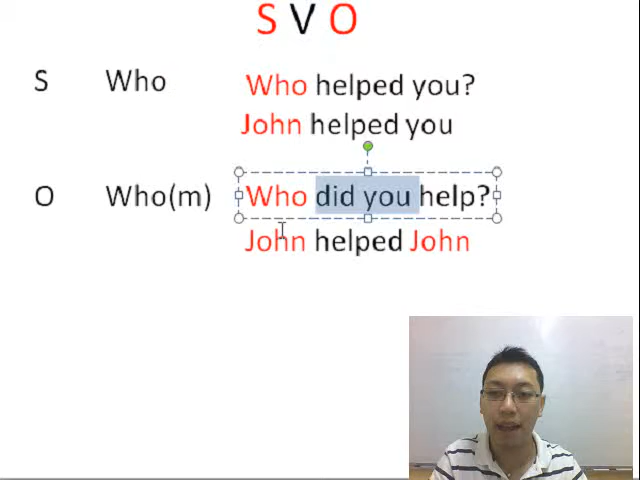 S V O
S Who Who helped you?
John helped you
O Who(m) Who did you help?
John helped John